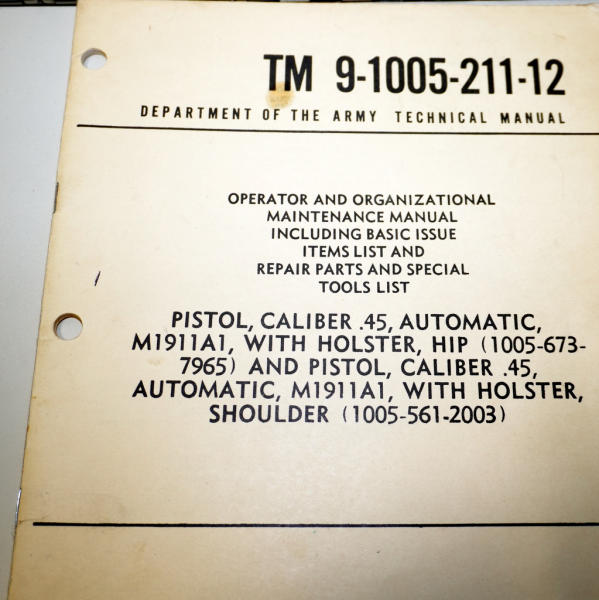 TM 9-1005-211-12
DEPARTMENT OF THE ARMY TECHNICAL MANUAL
OPERATOR AND ORGANIZATIONAL
MAINTENANCE MANUAL
INCLUDING BASIC ISSUE
ITEMS LIST AND
REPAIR PARTS AND SPECIAL
TOOLS LIST
PISTOL, CALIBER .45, AUTOMATIC,
M1911A1, WITH HOLSTER, HIP (1005-673-
7965) AND PISTOL, CALIBER .45,
AUTOMATIC, M1911A1, WITH HOLSTER,
SHOULDER (1005-561-2003)